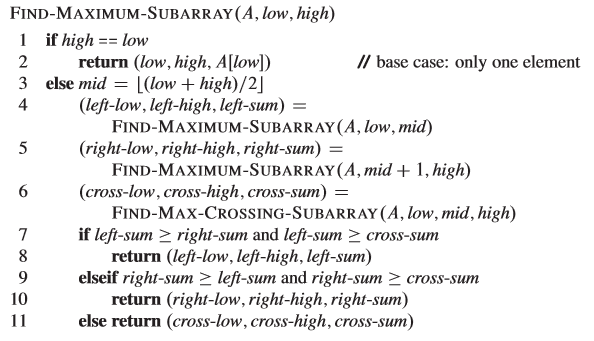 FIND-MAXIMUM-SUBARRAY(A, low, high)
1 if high == low
2 return (low, high, A[low]) // base case: only one element
3 else mid = ⌊(low + high)/2⌋
4 (left-low, left-high, left-sum) =
FIND-MAXIMUM-SUBARRAY(A, low, mid)
5 (right-low, right-high, right-sum) =
FIND-MAXIMUM-SUBARRAY(A, mid + 1, high)
6 (cross-low, cross-high, cross-sum) =
FIND-MAX-CROSSING-SUBARRAY(A, low, mid, high)
7 if left-sum ≥ right-sum and left-sum ≥ cross-sum
8 return (left-low, left-high, left-sum)
9 elseif right-sum ≥ left-sum and right-sum ≥ cross-sum
10 return (right-low, right-high, right-sum)
11 else return (cross-low, cross-high, cross-sum)